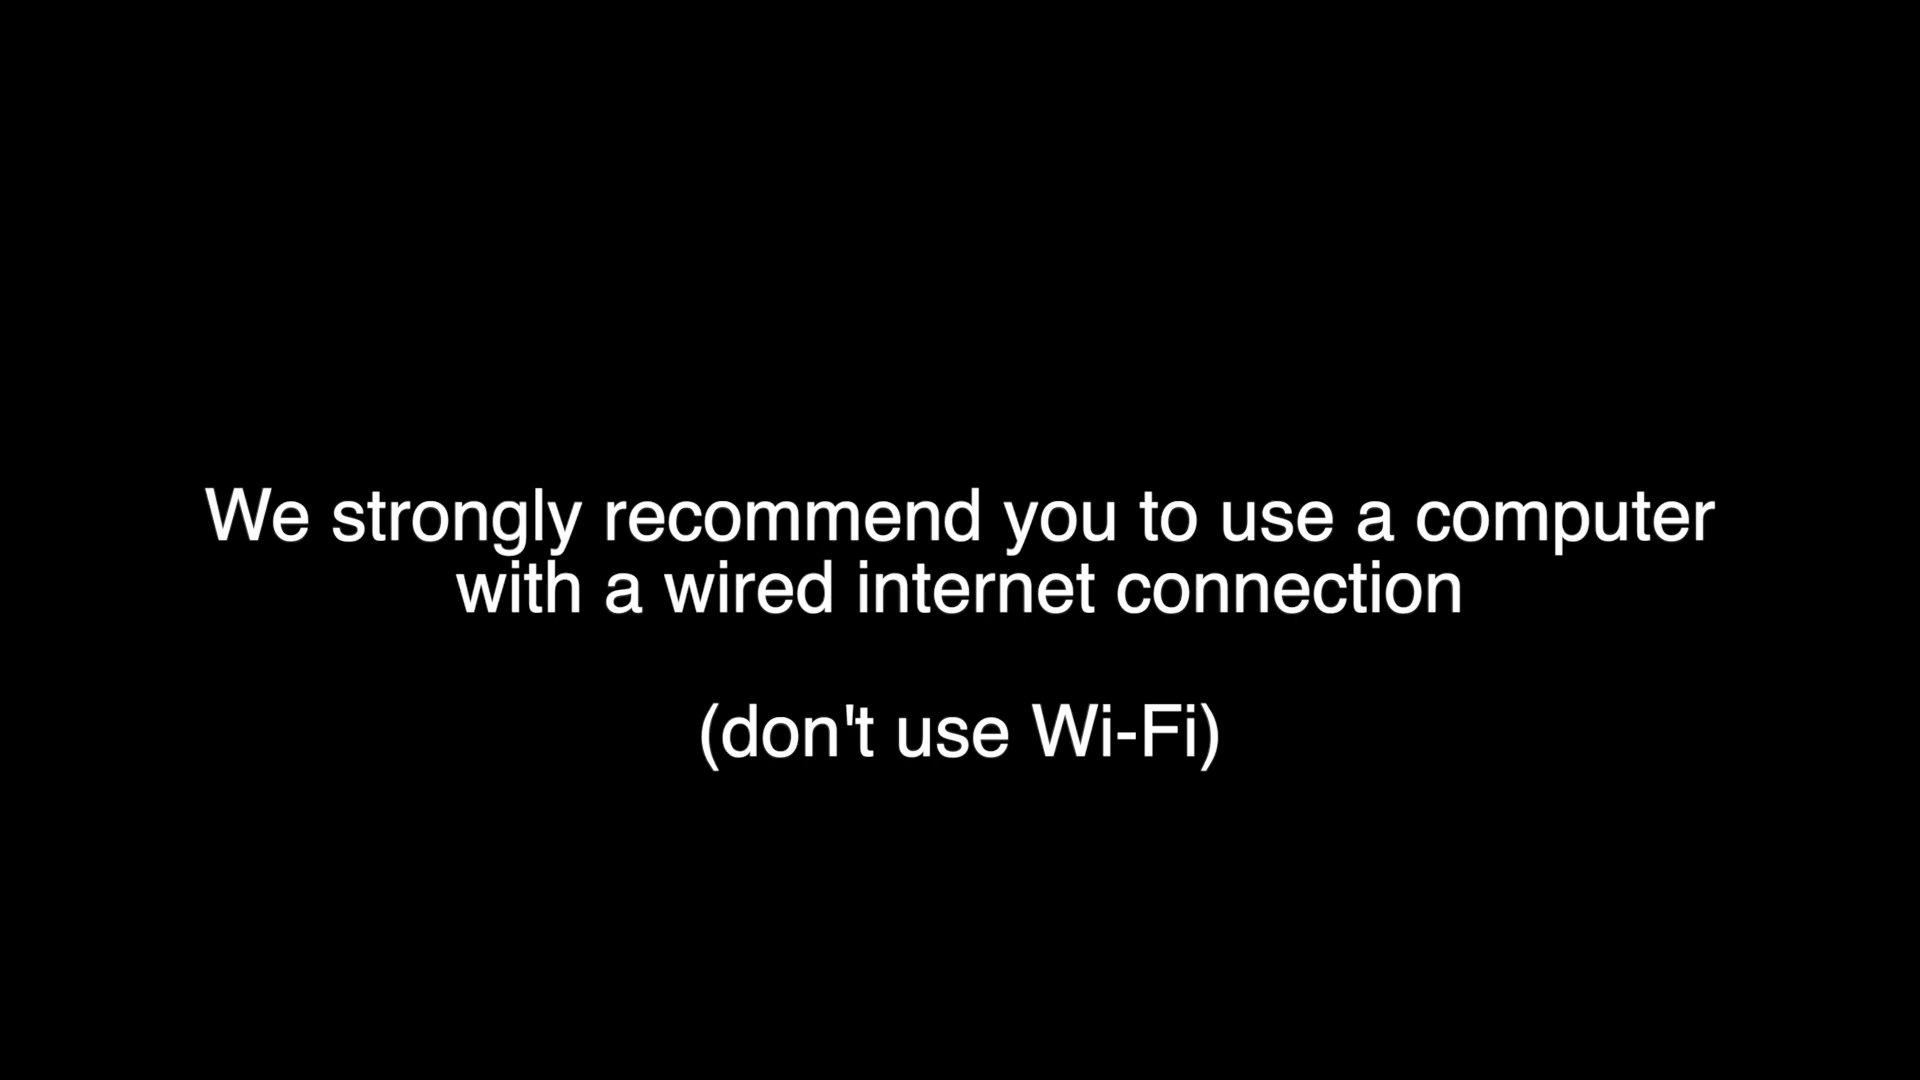 We strongly recommend you to use a computer
with a wired internet connection
(don't use Wi-Fi)